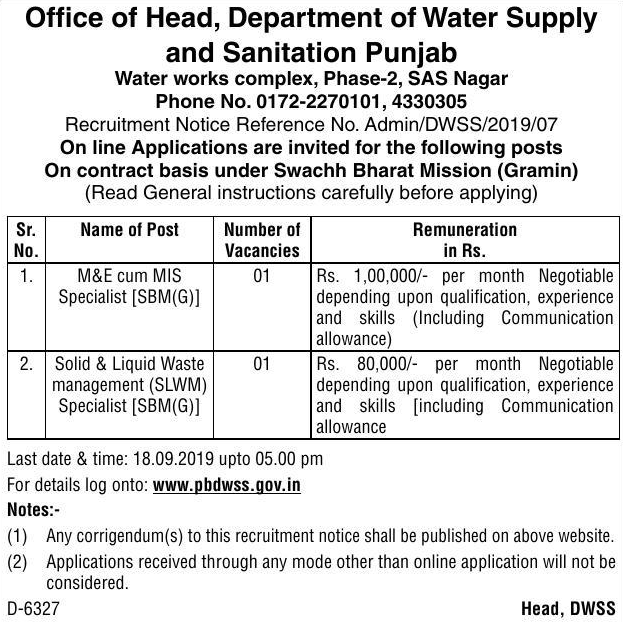 Office of Head, Department of Water Supply
and Sanitation Punjab
Water works complex, Phase-2, SAS Nagar
Phone No. 0172-2270101, 4330305
Recruitment Notice Reference No. Admin/DWSS/2019/07
On line Applications are invited for the following posts
On contract basis under Swachh Bharat Mission (Gramin)
(Read General instructions carefully before applying)
Sr. No.
Name of Post
Number of Vacancies
Remuneration in Rs.
1.
M&E cum MIS
Specialist [SBM(G)]
01
Rs. 1,00,000/- per month Negotiable
depending upon qualification, experience
and skills (Including Communication
allowance)
2.
Solid & Liquid Waste
management (SLWM)
Specialist [SBM(G)]
01
Rs. 80,000/- per month Negotiable
depending upon qualification, experience
and skills [including Communication
allowance
Last date & time: 18.09.2019 upto 05.00 pm
For details log onto: www.pbdwss.gov.in
Notes:-
(1) Any corrigendum(s) to this recruitment notice shall be published on above website.
(2) Applications received through any mode other than online application will not be
considered.
D-6327 Head, DWSS